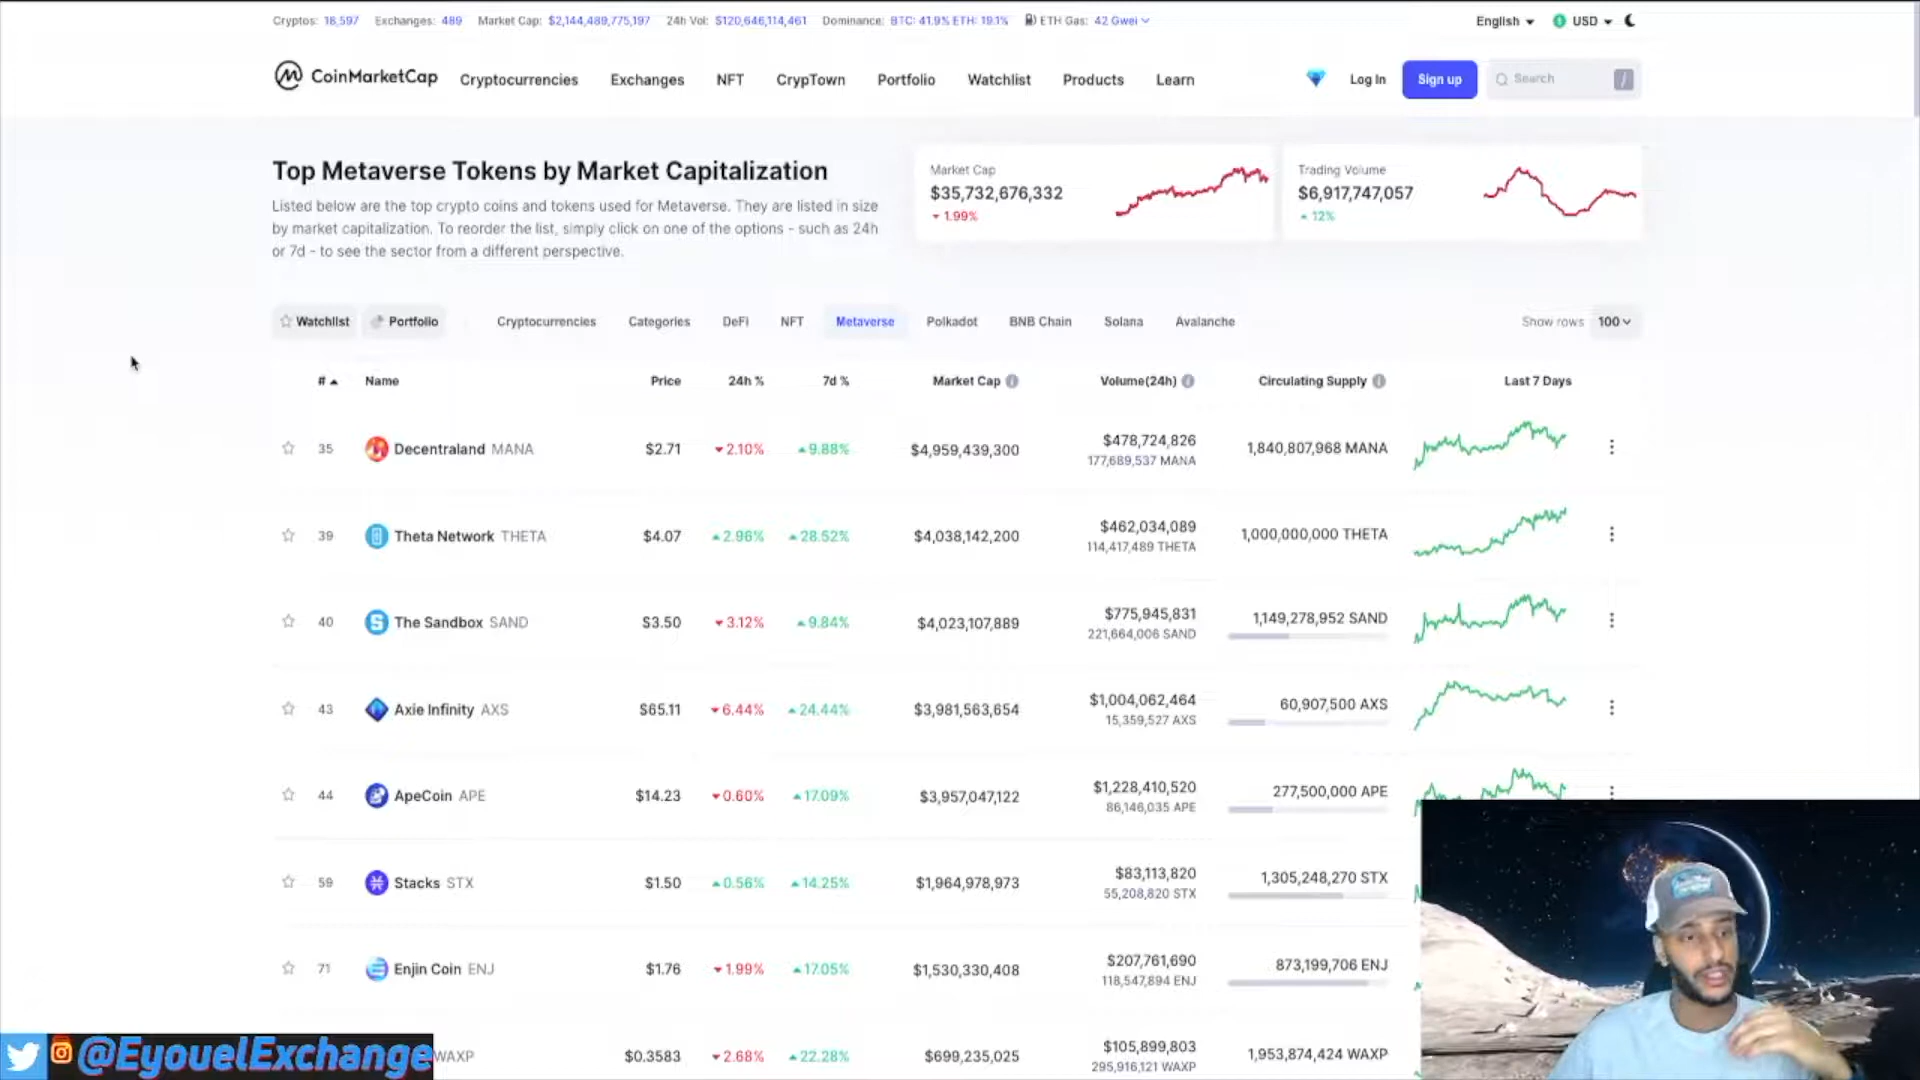 Cryptos: 18,597 Exchanges: 489 Market Cap: $2,144,489,775,197 24h Vol: $120,646,114,461 Dominance: BTC: 41.9% ETH: 19.1% ETH Gas: 42 Gwei English USD
CoinMarketCap Cryptocurrencies Exchanges NFT CrypTown Portfolio Watchlist Products Learn Log In Sign up Search /
Top Metaverse Tokens by Market Capitalization
Listed below are the top crypto coins and tokens used for Metaverse. They are listed in size
by market capitalization. To reorder the list, simply click on one of the options - such as 24h
or 7d - to see the sector from a different perspective.
Market Cap
$35,732,676,332
1.99%
Trading Volume
$6,917,747,057
12%
Watchlist Portfolio Cryptocurrencies Categories DeFi NFT Metaverse Polkadot BNB Chain Solana Avalanche Show rows 100
# Name Price 24h % 7d % Market Cap Volume(24h) Circulating Supply Last 7 Days
35 Decentraland MANA $2.71 2.10% 9.88% $4,959,439,300 $478,724,826 1,840,807,968 MANA
177,689,537 MANA
39 Theta Network THETA $4.07 2.96% 28.52% $4,038,142,200 $462,034,089 1,000,000,000 THETA
114,417,489 THETA
40 The Sandbox SAND $3.50 3.12% 9.84% $4,023,107,889 $775,945,831 1,149,278,952 SAND
221,664,006 SAND
43 Axie Infinity AXS $65.11 6.44% 24.44% $3,981,563,654 $1,004,062,464 60,907,500 AXS
15,359,527 AXS
44 ApeCoin APE $14.23 0.60% 17.09% $3,957,047,122 $1,228,410,520 277,500,000 APE
86,146,035 APE
59 Stacks STX $1.50 0.56% 14.25% $1,964,978,973 $83,113,820 1,305,248,270 STX
55,208,820 STX
71 Enjin Coin ENJ $1.76 1.99% 17.05% $1,530,330,408 $207,761,690 873,199,706 ENJ
118,547,894 ENJ
WAXP $0.3583 2.68% 22.28% $699,235,025 $105,899,803 1,953,874,424 WAXP
295,916,121 WAXP
@EyouelExchange